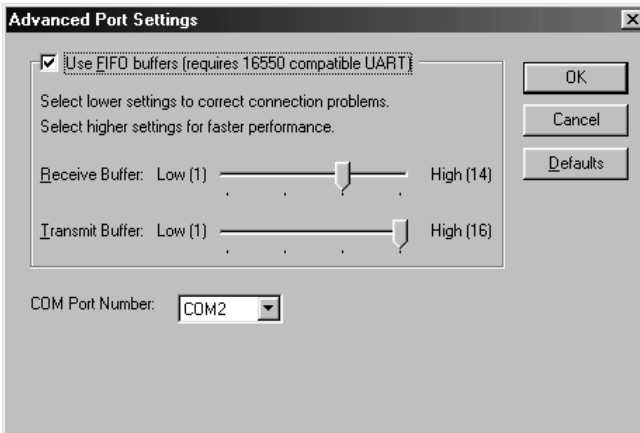 Advanced Port Settings
Use FIFO buffers (requires 16550 compatible UART)
OK
Select lower settings to correct connection problems.
Select higher settings for faster performance.
Cancel
Receive Buffer: Low (1) High (14)
Defaults
Transmit Buffer: Low (1) High (16)
COM Port Number: COM2